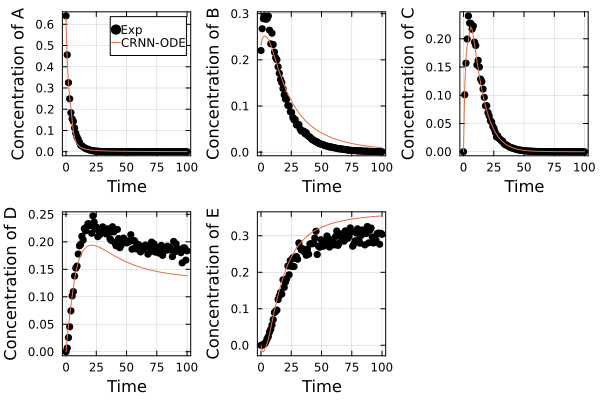 Concentration of A
0.6
0.5
0.4
0.3
0.2
0.1
0.0
0 25 50 75 100
Time
Exp
CRNN-ODE
Concentration of B
0.3
0.2
0.1
0.0
0 25 50 75 100
Time
Concentration of C
0.20
0.15
0.10
0.05
0.00
0 25 50 75 100
Time
Concentration of D
0.25
0.20
0.15
0.10
0.05
0.00
0 25 50 75 100
Time
Concentration of E
0.3
0.2
0.1
0.0
0 25 50 75 100
Time